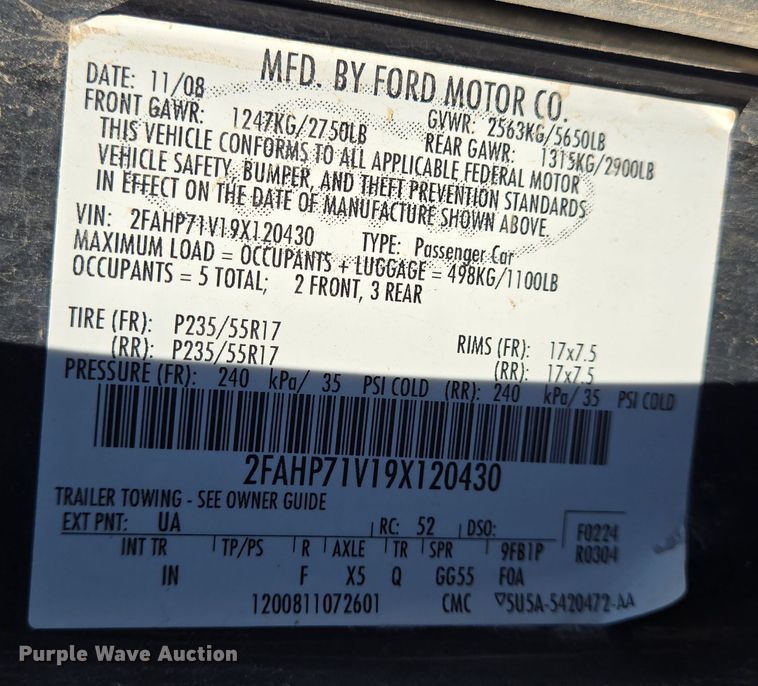 MFD. BY FORD MOTOR CO.
DATE: 11/08 GVWR: 2563KG/5650LB
FRONT GAWR: 1247KG/2750LB REAR GAWR: 1315KG/2900LB
THIS VEHICLE CONFORMS TO ALL APPLICABLE FEDERAL MOTOR
VEHICLE SAFETY, BUMPER, AND THEFT PREVENTION STANDARDS
IN EFFECT ON THE DATE OF MANUFACTURE SHOWN ABOVE.
VIN: 2FAHP71V19X120430 TYPE: Passenger Car
MAXIMUM LOAD = OCCUPANTS + LUGGAGE = 498KG/1100LB
OCCUPANTS = 5 TOTAL; 2 FRONT, 3 REAR
TIRE (FR): P235/55R17 RIMS (FR): 17x7.5
(RR): P235/55R17 (RR): 17x7.5
PRESSURE (FR): 240 kPa/ 35 PSI COLD (RR): 240 kPa/ 35 PSI COLD
2FAHP71V19X120430
TRAILER TOWING - SEE OWNER GUIDE
EXT PNT: UA RC: 52 DSO: F0224
INT TR TP/PS R AXLE TR SPR 9FB1P R0304
IN F X5 Q GG55 F0A
1200811072601 CMC 5U5A-5420472-AA
Purple Wave Auction